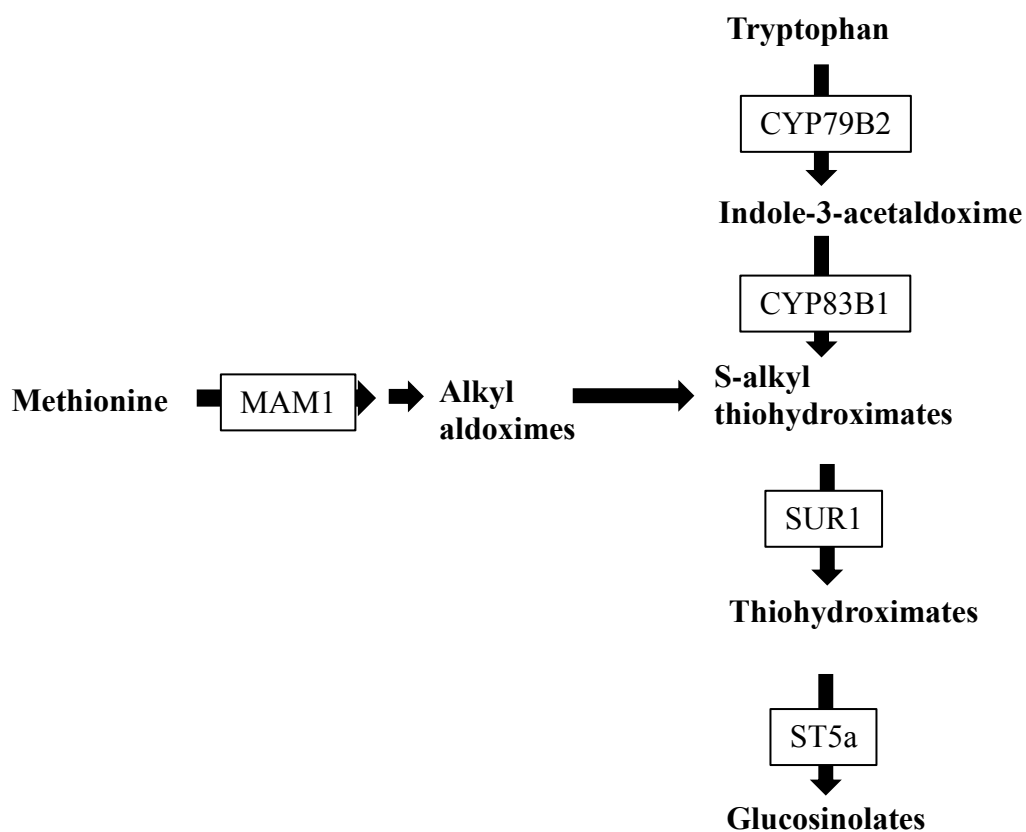 Tryptophan
CYP79B2
Indole-3-acetaldoxime
CYP83B1
Methionine
MAM1
Alkyl
aldoximes
S-alkyl
thiohydroximates
SUR1
Thiohydroximates
ST5a
Glucosinolates